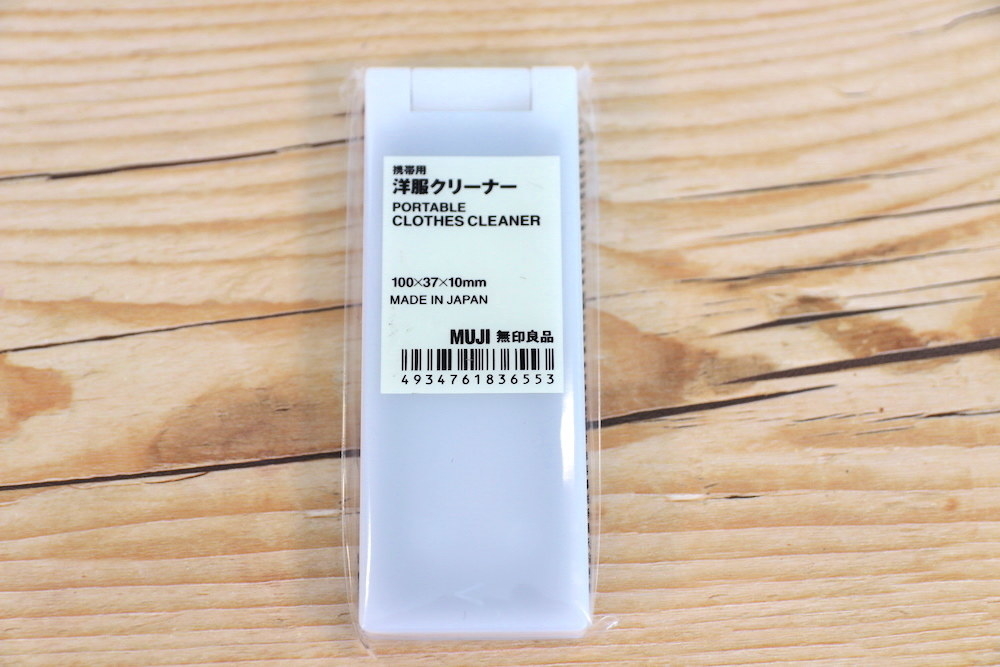 携帯用
洋服クリーナー
PORTABLE
CLOTHES CLEANER
100×37×10mm
MADE IN JAPAN
MUJI 無印良品
4934761836553